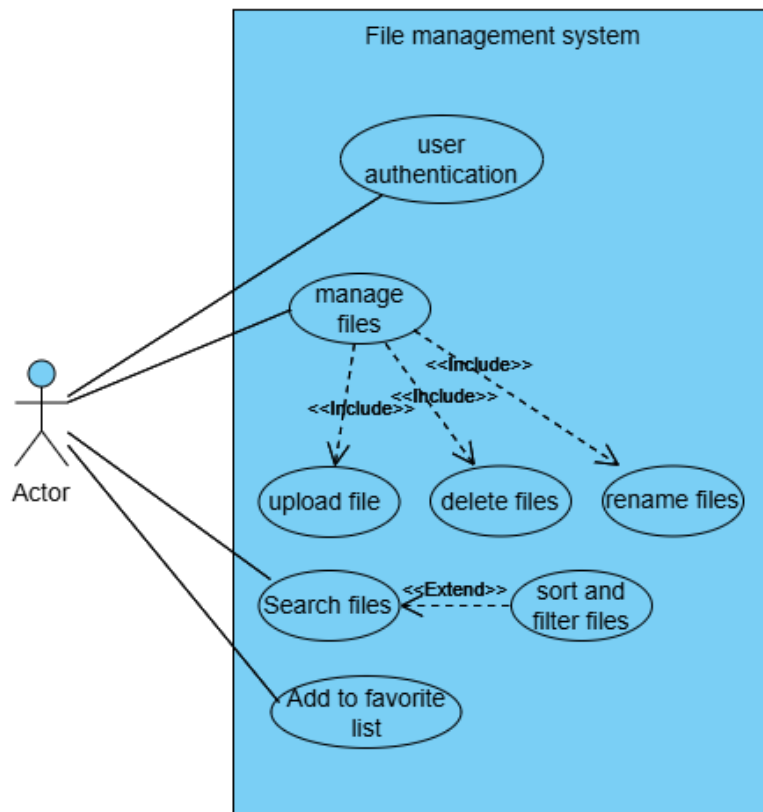 File management system
user
authentication
manage
files
<<Include>>
<<Include>>
<<Include>>
upload file
delete files
rename files
Actor
Search files
<<Extend>>
sort and
filter files
Add to favorite
list